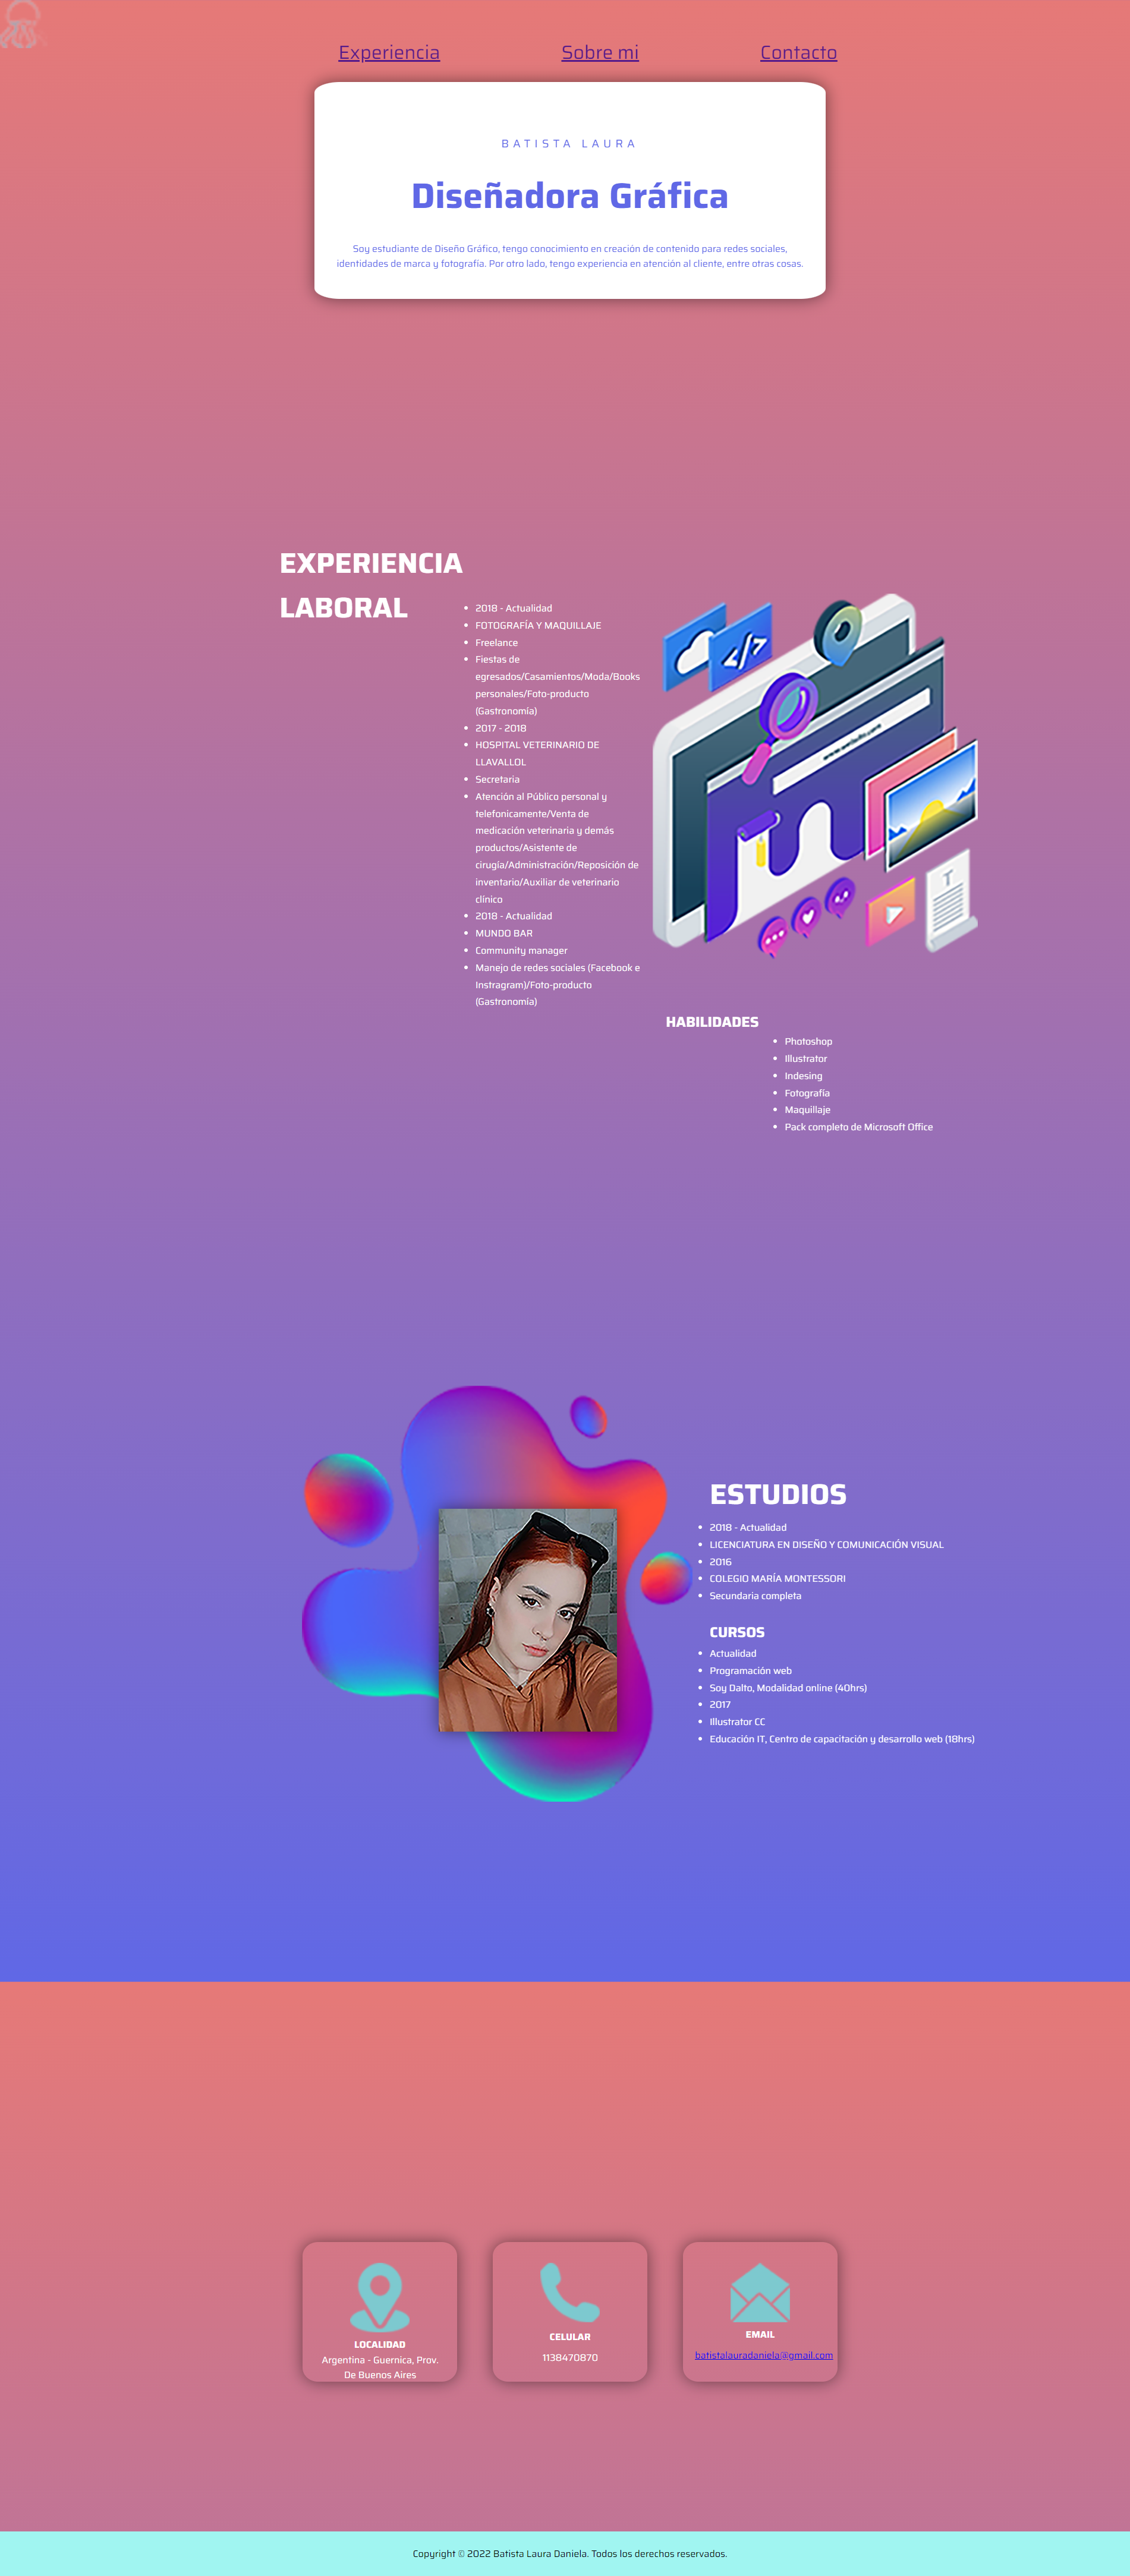 Experiencia
Sobre mi
Contacto
BATISTA LAURA
Diseñadora Gráfica
Soy estudiante de Diseño Gráfico, tengo conocimiento en creación de contenido para redes sociales,
identidades de marca y fotografía. Por otro lado, tengo experiencia en atención al cliente, entre otras cosas.
EXPERIENCIA
LABORAL
2018 - Actualidad
FOTOGRAFÍA Y MAQUILLAJE
Freelance
Fiestas de
egresados/Casamientos/Moda/Books
personales/Foto-producto
(Gastronomía)
2017 - 2018
HOSPITAL VETERINARIO DE
LLAVALLOL
Secretaria
Atención al Público personal y
telefonicamente/Venta de
medicación veterinaria y demás
productos/Asistente de
cirugía/Administración/Reposición de
inventario/Auxiliar de veterinario
clínico
2018 - Actualidad
MUNDO BAR
Community manager
Manejo de redes sociales (Facebook e
Instragram)/Foto-producto
(Gastronomía)
</>
T
HABILIDADES
Photoshop
Illustrator
Indesing
Fotografía
Maquillaje
Pack completo de Microsoft Office
ESTUDIOS
2018 - Actualidad
LICENCIATURA EN DISEÑO Y COMUNICACIÓN VISUAL
2016
COLEGIO MARÍA MONTESSORI
Secundaria completa
CURSOS
Actualidad
Programación web
Soy Dalto, Modalidad online (40hrs)
2017
Illustrator CC
Educación IT, Centro de capacitación y desarrollo web (18hrs)
LOCALIDAD
Argentina - Guernica, Prov.
De Buenos Aires
CELULAR
1138470870
EMAIL
batistalauradaniela@gmail.com
Copyright © 2022 Batista Laura Daniela. Todos los derechos reservados.